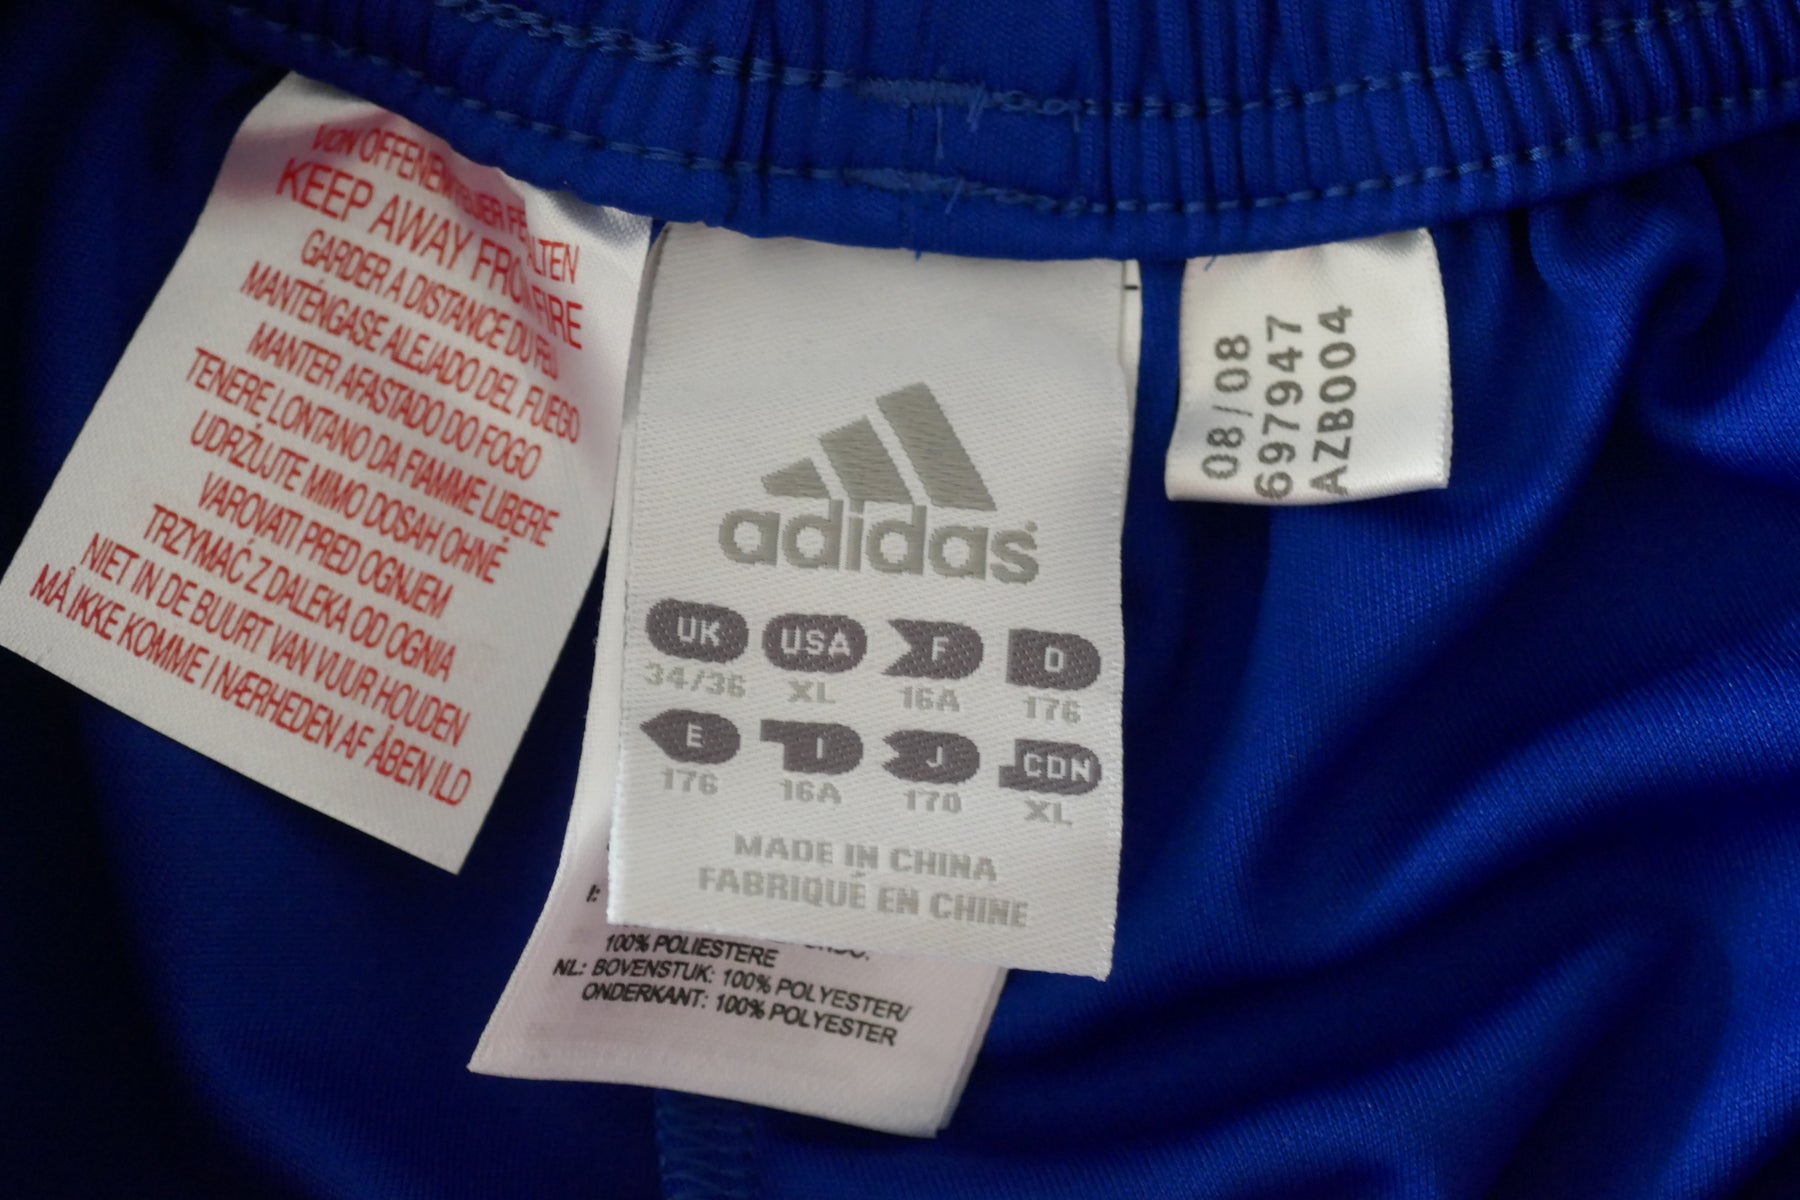 VON OFFENEM FEUER FERNHALTEN
KEEP AWAY FROM FIRE
GARDER A DISTANCE DU FEU
MANTÉNGASE ALEJADO DEL FUEGO
MANTER AFASTADO DO FOGO
TENERE LONTANO DA FIAMME LIBERE
UDRŽUJTE MIMO DOSAH OHNĚ
VAROVATI PRED OGNJEM
TRZYMAĆ Z DALEKA OD OGNIA
NIET IN DE BUURT VAN VUUR HOUDEN
MÅ IKKE KOMME I NÆRHEDEN AF ÅBEN ILD
adidas
UK USA F D
34/36 XL 16A 176
E I J CDN
176 16A 170 XL
MADE IN CHINA
FABRIQUÉ EN CHINE
I:
100% POLIESTERE
NL: BOVENSTUK: 100% POLYESTER/
ONDERKANT: 100% POLYESTER
08/08
697947
AZB004